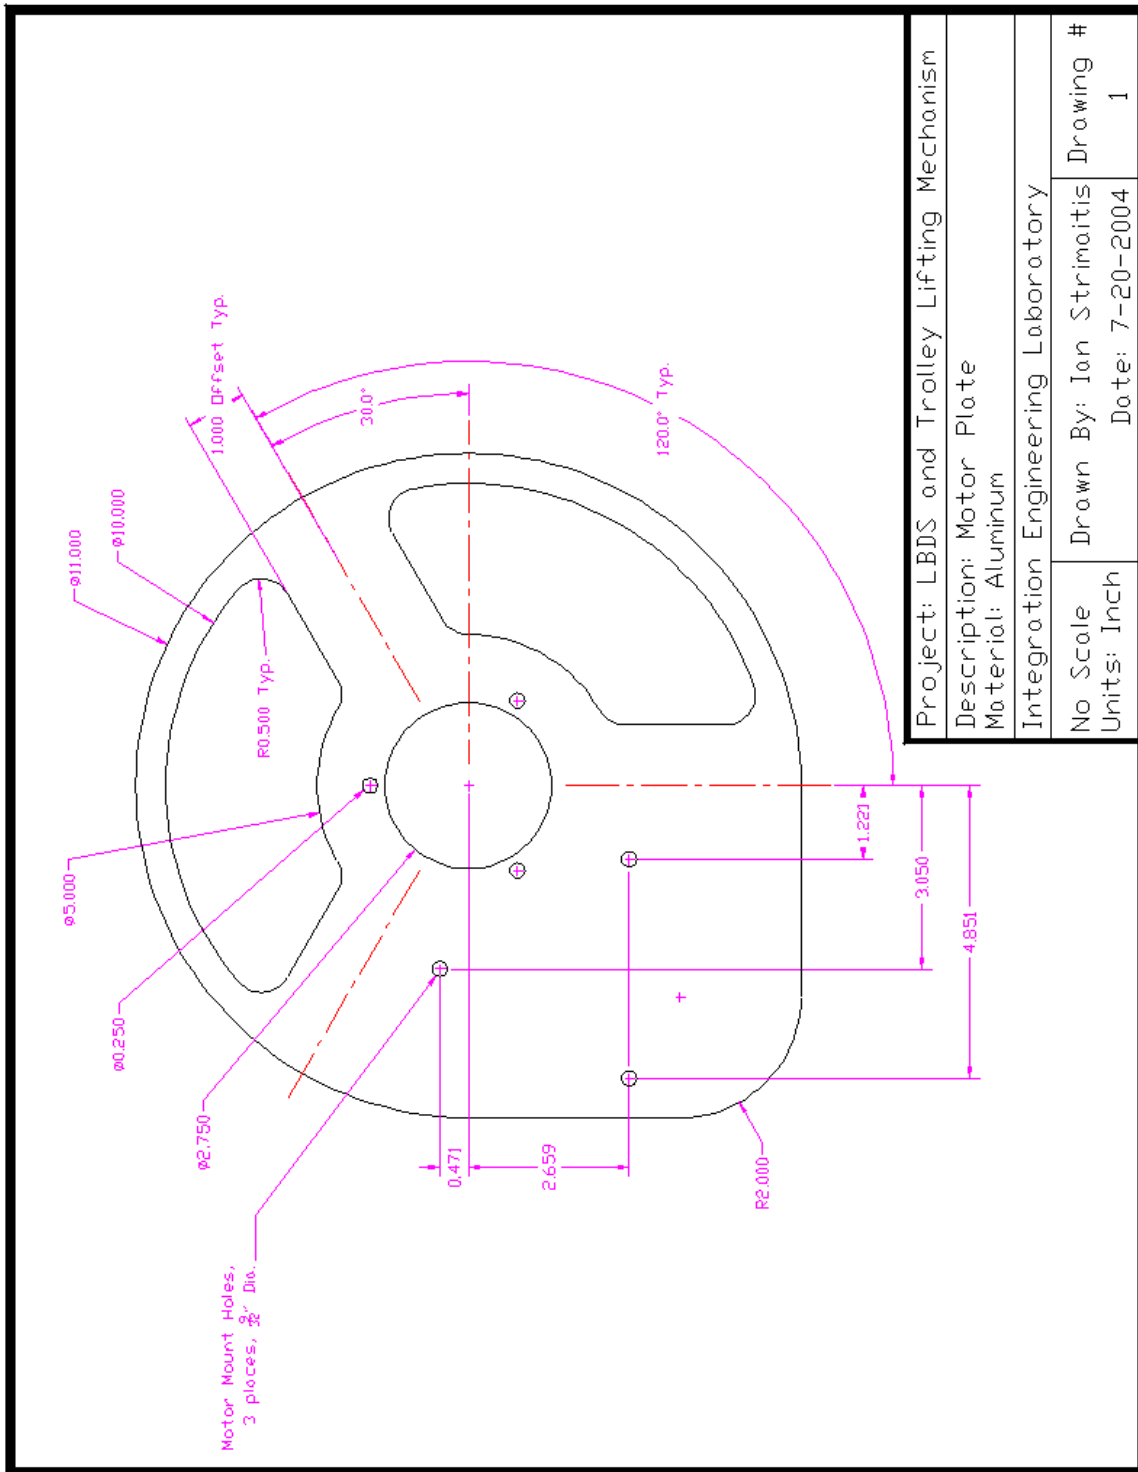 1.000 Offset Typ.
30.0°
120.0° Typ.
ø11.000
ø10.000
R0.500 Typ.
ø5.000
ø0.250
ø2.750
Motor Mount Holes,
3 places, 9/32" Dia.
0.471
2.659
R2.000
1.221
3.050
4.851
Project: LBDS and Trolley Lifting Mechanism
Description: Motor Plate
Material: Aluminum
Integration Engineering Laboratory
No Scale
Units: Inch
Drawn By: Ian Strimaitis
Date: 7-20-2004
Drawing #
1